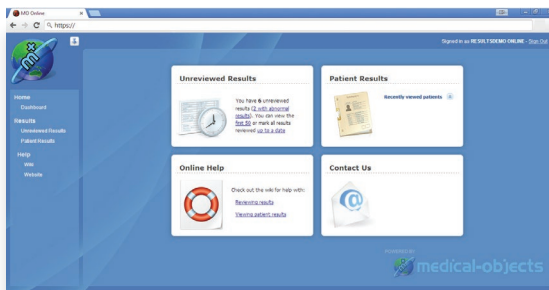 MO Online
https://
Signed in as RESULTSDEMO ONLINE - Sign Out
Home
Dashboard
Results
Unreviewed Results
Patient Results
Help
Wiki
Website
Unreviewed Results
You have 6 unreviewed
results (2 with abnormal
results). You can view the
first 50 or mark all results
reviewed up to a date
Patient Results
Recently viewed patients
Online Help
Check out the wiki for help with:
Reviewing results
Viewing patient results
Contact Us
POWERED BY
medical-objects